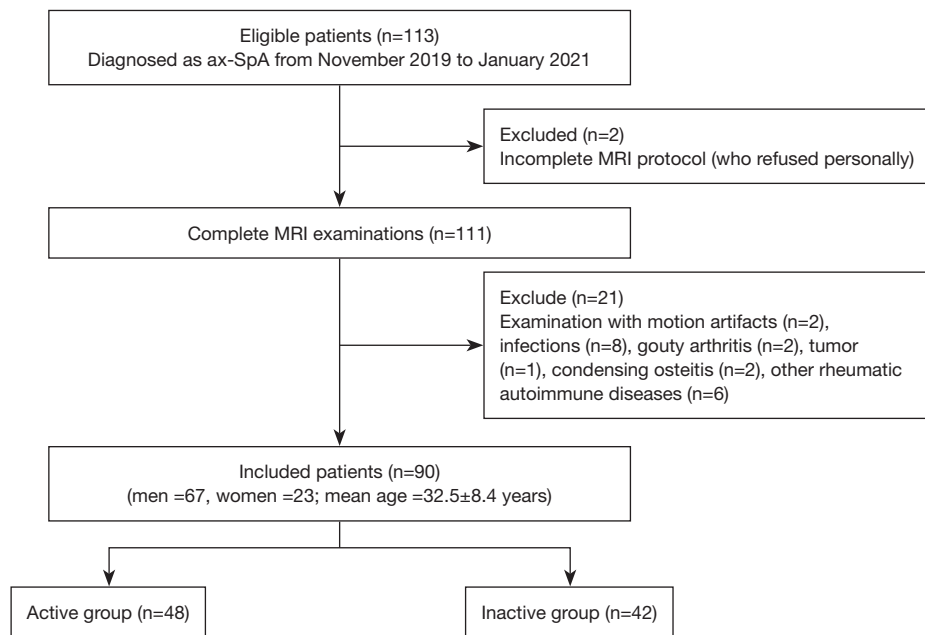 Eligible patients (n=113)
Diagnosed as ax-SpA from November 2019 to January 2021
Excluded (n=2)
Incomplete MRI protocol (who refused personally)
Complete MRI examinations (n=111)
Exclude (n=21)
Examination with motion artifacts (n=2),
infections (n=8), gouty arthritis (n=2), tumor
(n=1), condensing osteitis (n=2), other rheumatic
autoimmune diseases (n=6)
Included patients (n=90)
(men =67, women =23; mean age =32.5±8.4 years)
Active group (n=48)
Inactive group (n=42)